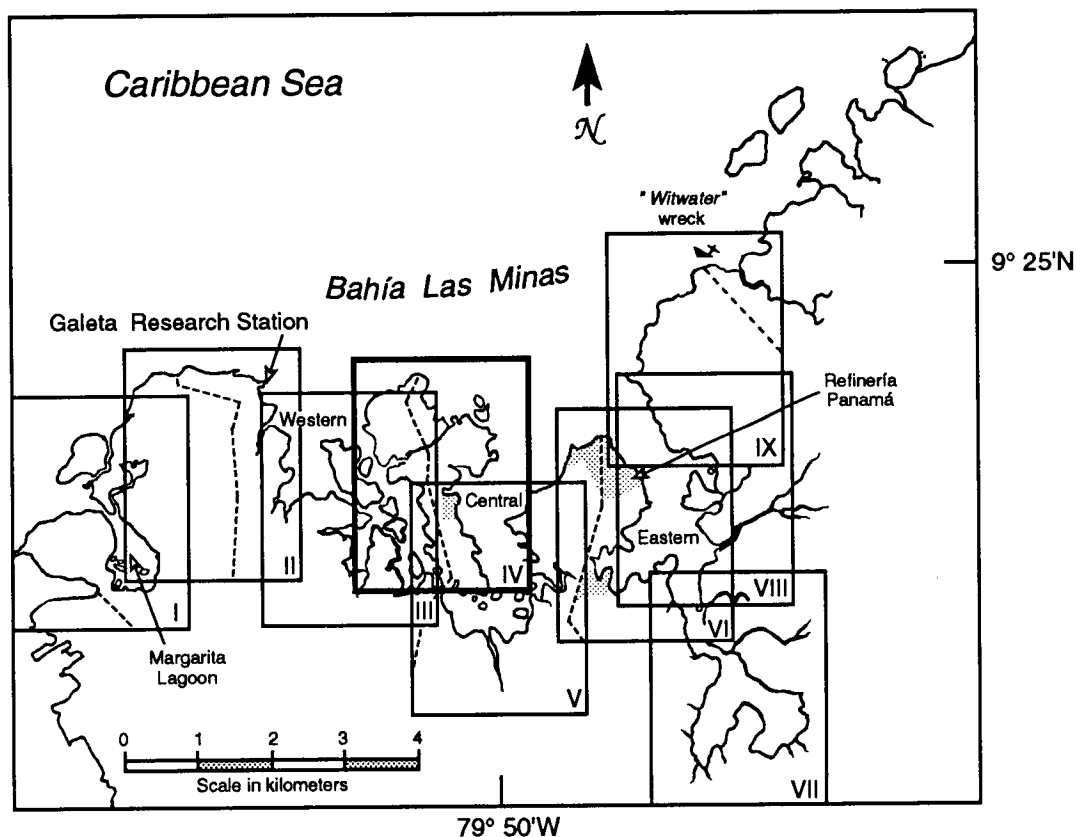 Caribbean Sea
N
"Witwater"
wreck
9° 25'N
Bahía Las Minas
Galeta Research Station
Refinería
Panamá
Western
IX
Central
Eastern
II
IV
VIII
I
III
VI
Margarita
Lagoon
V
0 1 2 3 4
Scale in kilometers
VII
79° 50'W